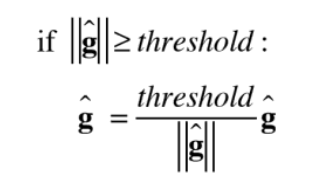 if ||ĝ|| ≥ threshold :
ĝ = threshold / ||ĝ|| ĝ